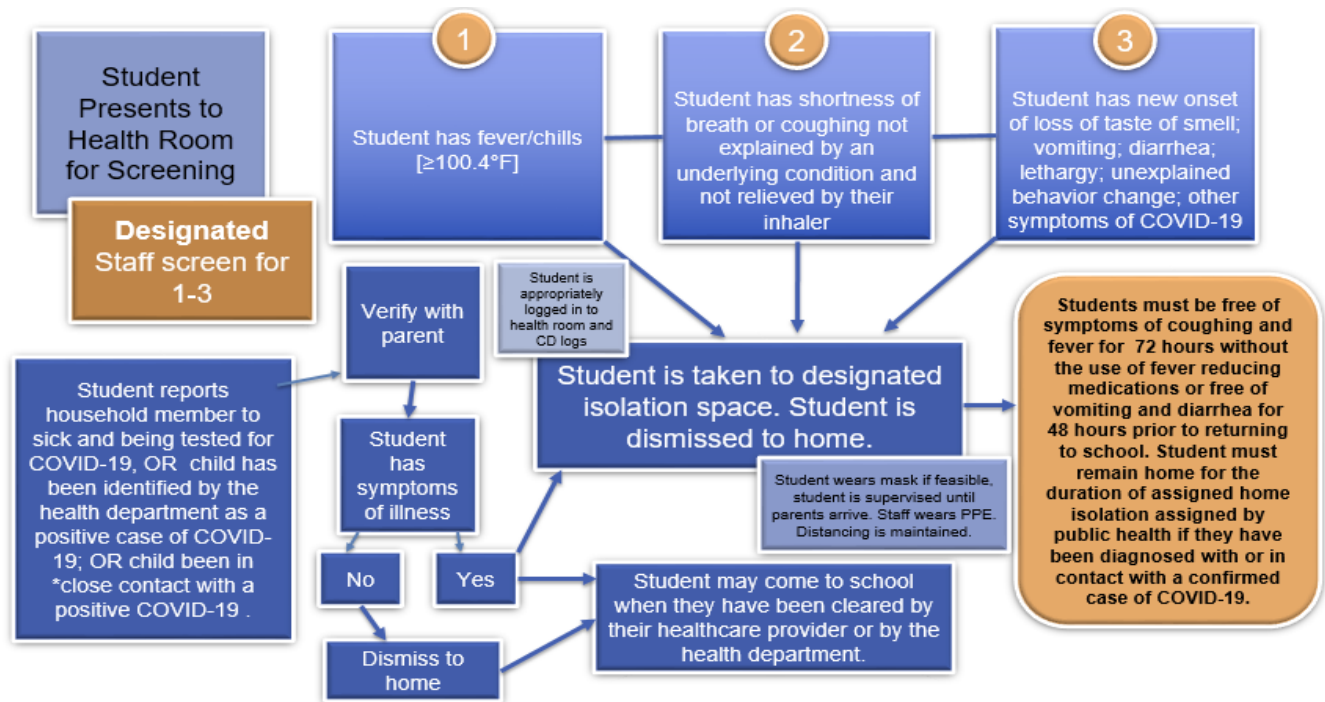 Student
Presents to
Health Room
for Screening
Designated
Staff screen for
1-3
1
Student has fever/chills
[≥100.4°F]
2
Student has shortness of
breath or coughing not
explained by an
underlying condition and
not relieved by their
inhaler
3
Student has new onset
of loss of taste of smell;
vomiting; diarrhea;
lethargy; unexplained
behavior change; other
symptoms of COVID-19
Student reports
household member to
sick and being tested for
COVID-19, OR child has
been identified by the
health department as a
positive case of COVID-
19; OR child been in
*close contact with a
positive COVID-19 .
Verify with
parent
Student
has
symptoms
of illness
No
Yes
Dismiss to
home
Student is
appropriately
logged in to
health room and
CD logs
Student is taken to designated
isolation space. Student is
dismissed to home.
Student wears mask if feasible,
student is supervised until
parents arrive. Staff wears PPE.
Distancing is maintained.
Student may come to school
when they have been cleared by
their healthcare provider or by the
health department.
Students must be free of
symptoms of coughing and
fever for 72 hours without
the use of fever reducing
medications or free of
vomiting and diarrhea for
48 hours prior to returning
to school. Student must
remain home for the
duration of assigned home
isolation assigned by
public health if they have
been diagnosed with or in
contact with a confirmed
case of COVID-19.